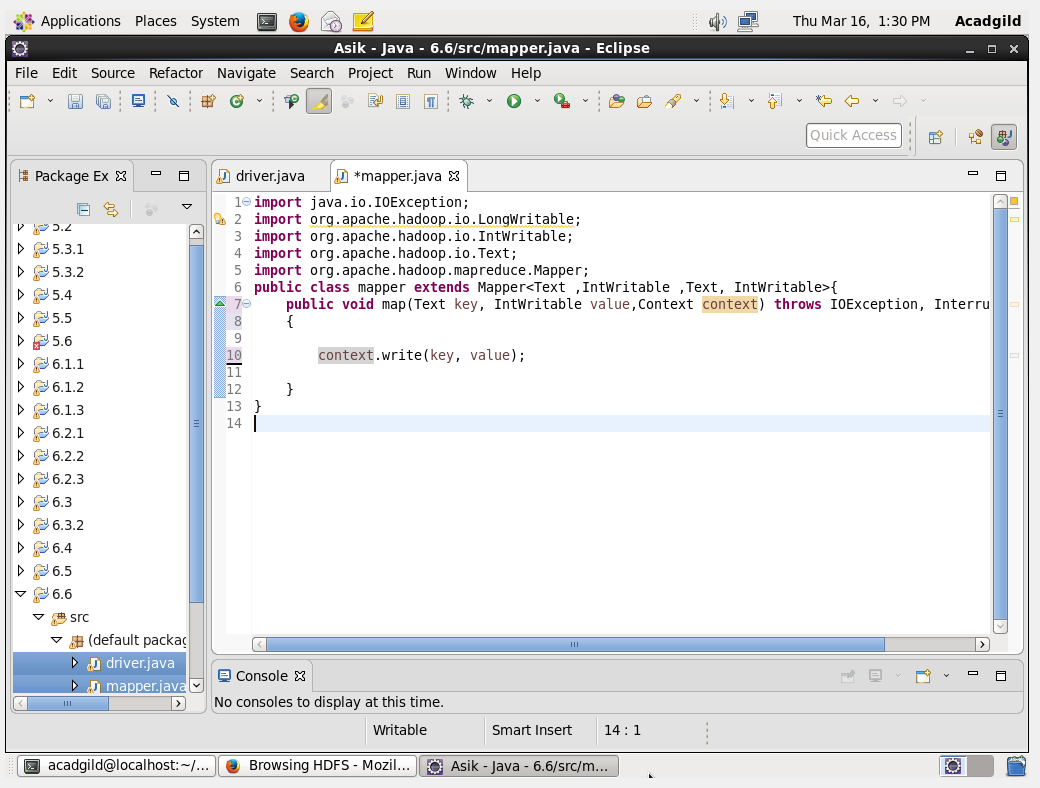 Applications Places System Thu Mar 16, 1:30 PM Acadgild
Asik - Java - 6.6/src/mapper.java - Eclipse
File Edit Source Refactor Navigate Search Project Run Window Help
Quick Access
Package Ex driver.java *mapper.java
1 import java.io.IOException;
2 import org.apache.hadoop.io.LongWritable;
3 import org.apache.hadoop.io.IntWritable;
4 import org.apache.hadoop.io.Text;
5 import org.apache.hadoop.mapreduce.Mapper;
6 public class mapper extends Mapper<Text ,IntWritable ,Text, IntWritable>{
7 public void map(Text key, IntWritable value,Context context) throws IOException, Interru
8 {
9
10 context.write(key, value);
11
12 }
13 }
14
5.2
5.3.1
5.3.2
5.4
5.5
5.6
6.1.1
6.1.2
6.1.3
6.2.1
6.2.2
6.2.3
6.3
6.3.2
6.4
6.5
6.6
src
(default packag
driver.java
mapper.java
Console
No consoles to display at this time.
Writable Smart Insert 14 : 1
acadgild@localhost:~/... Browsing HDFS - Mozil... Asik - Java - 6.6/src/m...